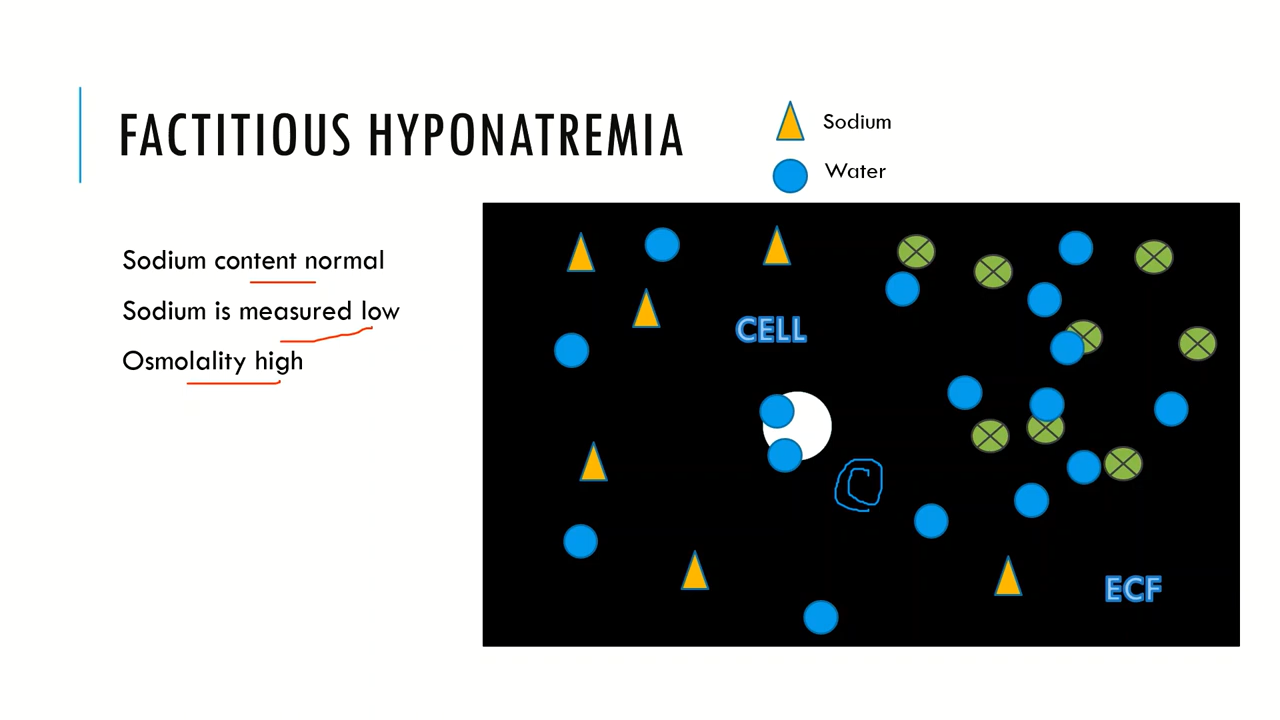 FACTITIOUS HYPONATREMIA
Sodium
Water
Sodium content normal
Sodium is measured low
Osmolality high
CELL
C
ECF